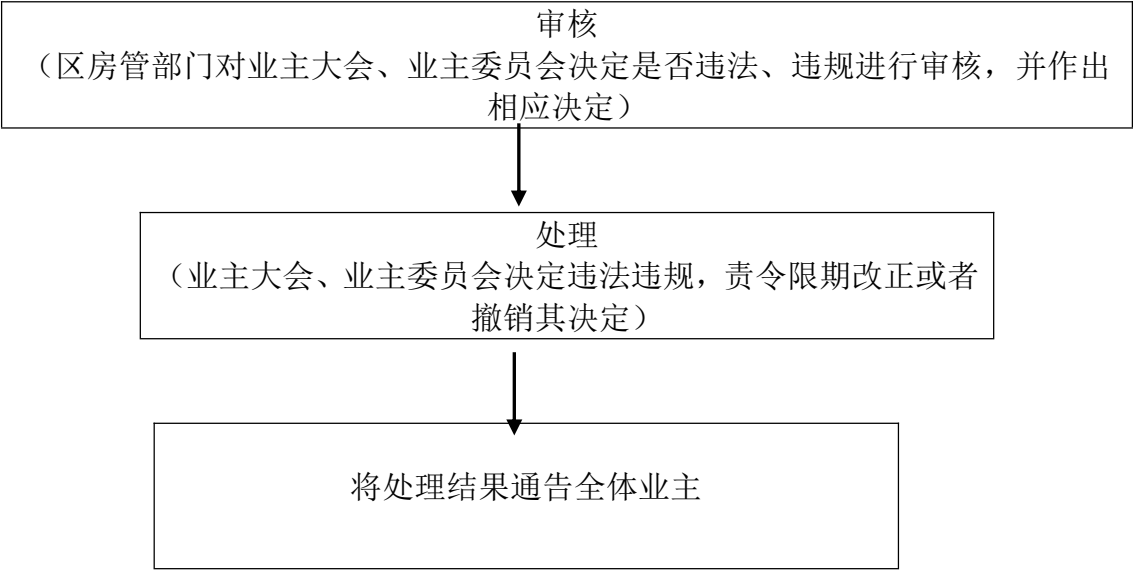 审核
（区房管部门对业主大会、业主委员会决定是否违法、违规进行审核，并作出
相应决定）
处理
（业主大会、业主委员会决定违法违规，责令限期改正或者
撤销其决定）
将处理结果通告全体业主